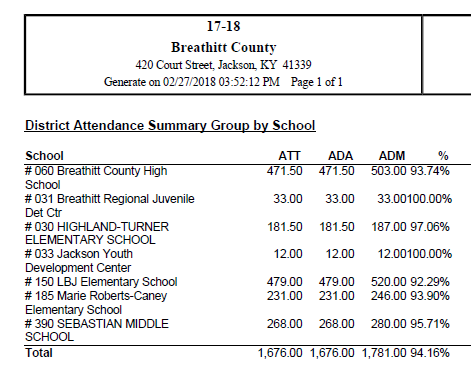 17-18
Breathitt County
420 Court Street, Jackson, KY 41339
Generate on 02/27/2018 03:52:12 PM Page 1 of 1
District Attendance Summary Group by School
School ATT ADA ADM %
# 060 Breathitt County High 471.50 471.50 503.00 93.74%
School
# 031 Breathitt Regional Juvenile 33.00 33.00 33.00100.00%
Det Ctr
# 030 HIGHLAND-TURNER 181.50 181.50 187.00 97.06%
ELEMENTARY SCHOOL
# 033 Jackson Youth 12.00 12.00 12.00100.00%
Development Center
# 150 LBJ Elementary School 479.00 479.00 520.00 92.29%
# 185 Marie Roberts-Caney 231.00 231.00 246.00 93.90%
Elementary School
# 390 SEBASTIAN MIDDLE 268.00 268.00 280.00 95.71%
SCHOOL
Total 1,676.00 1,676.00 1,781.00 94.16%